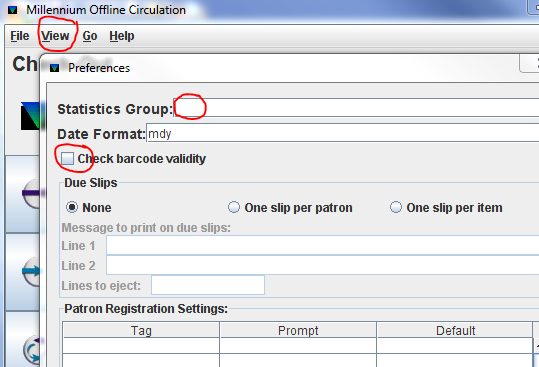 Millennium Offline Circulation
File View Go Help
Preferences
Statistics Group:
Date Format: mdy
Check barcode validity
Due Slips
None One slip per patron One slip per item
Message to print on due slips:
Line 1
Line 2
Lines to eject:
Patron Registration Settings:
Tag Prompt Default